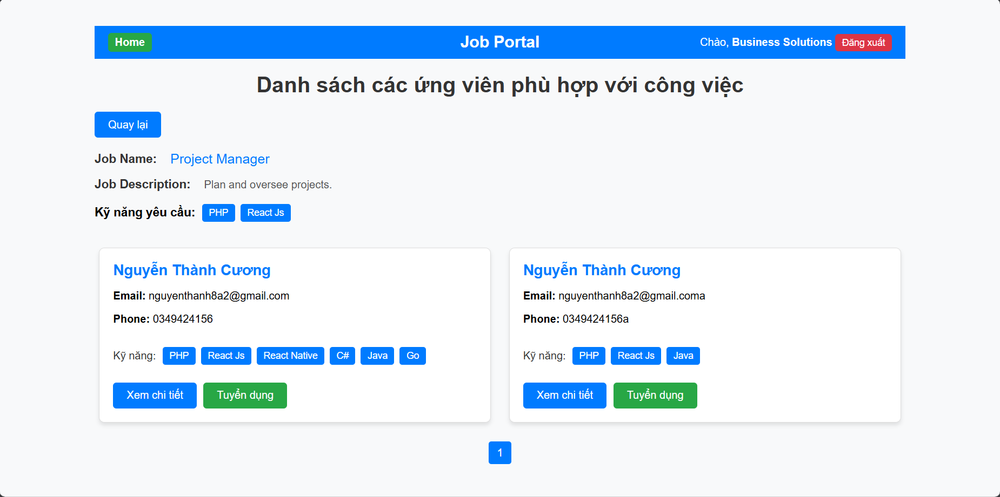 Home
Job Portal
Chào, Business Solutions
Đăng xuất
Danh sách các ứng viên phù hợp với công việc
Quay lại
Job Name: Project Manager
Job Description: Plan and oversee projects.
Kỹ năng yêu cầu: PHP React Js
Nguyễn Thành Cương
Email: nguyenthanh8a2@gmail.com
Phone: 0349424156
Kỹ năng: PHP React Js React Native C# Java Go
Xem chi tiết Tuyển dụng
Nguyễn Thành Cương
Email: nguyenthanh8a2@gmail.coma
Phone: 0349424156a
Kỹ năng: PHP React Js Java
Xem chi tiết Tuyển dụng
1